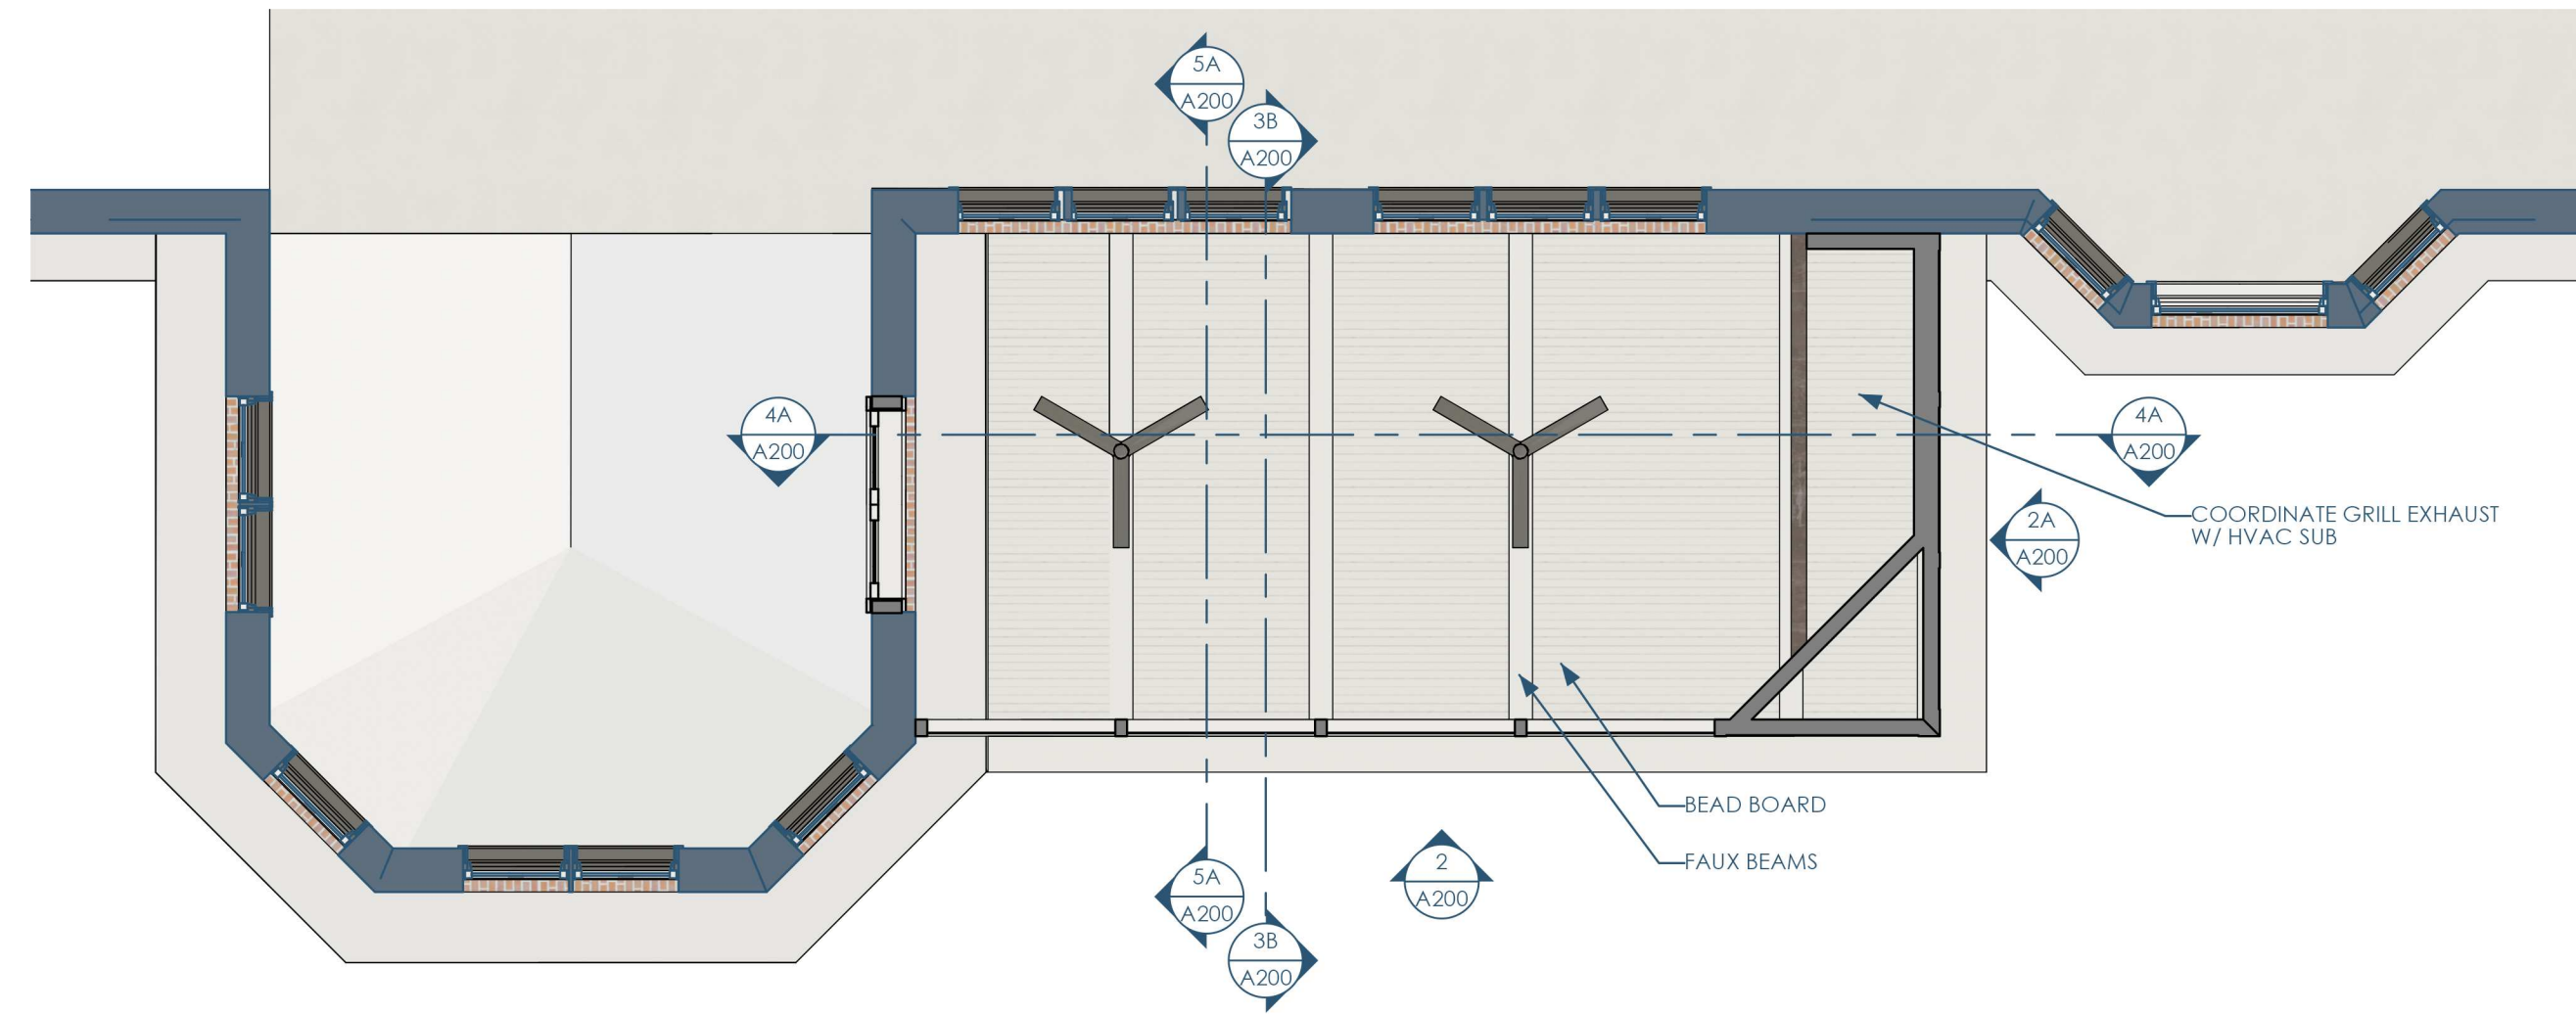 5A
A200
3B
A200
4A
A200
4A
A200
2A
A200
COORDINATE GRILL EXHAUST
W/ HVAC SUB
BEAD BOARD
FAUX BEAMS
2
A200
5A
A200
3B
A200